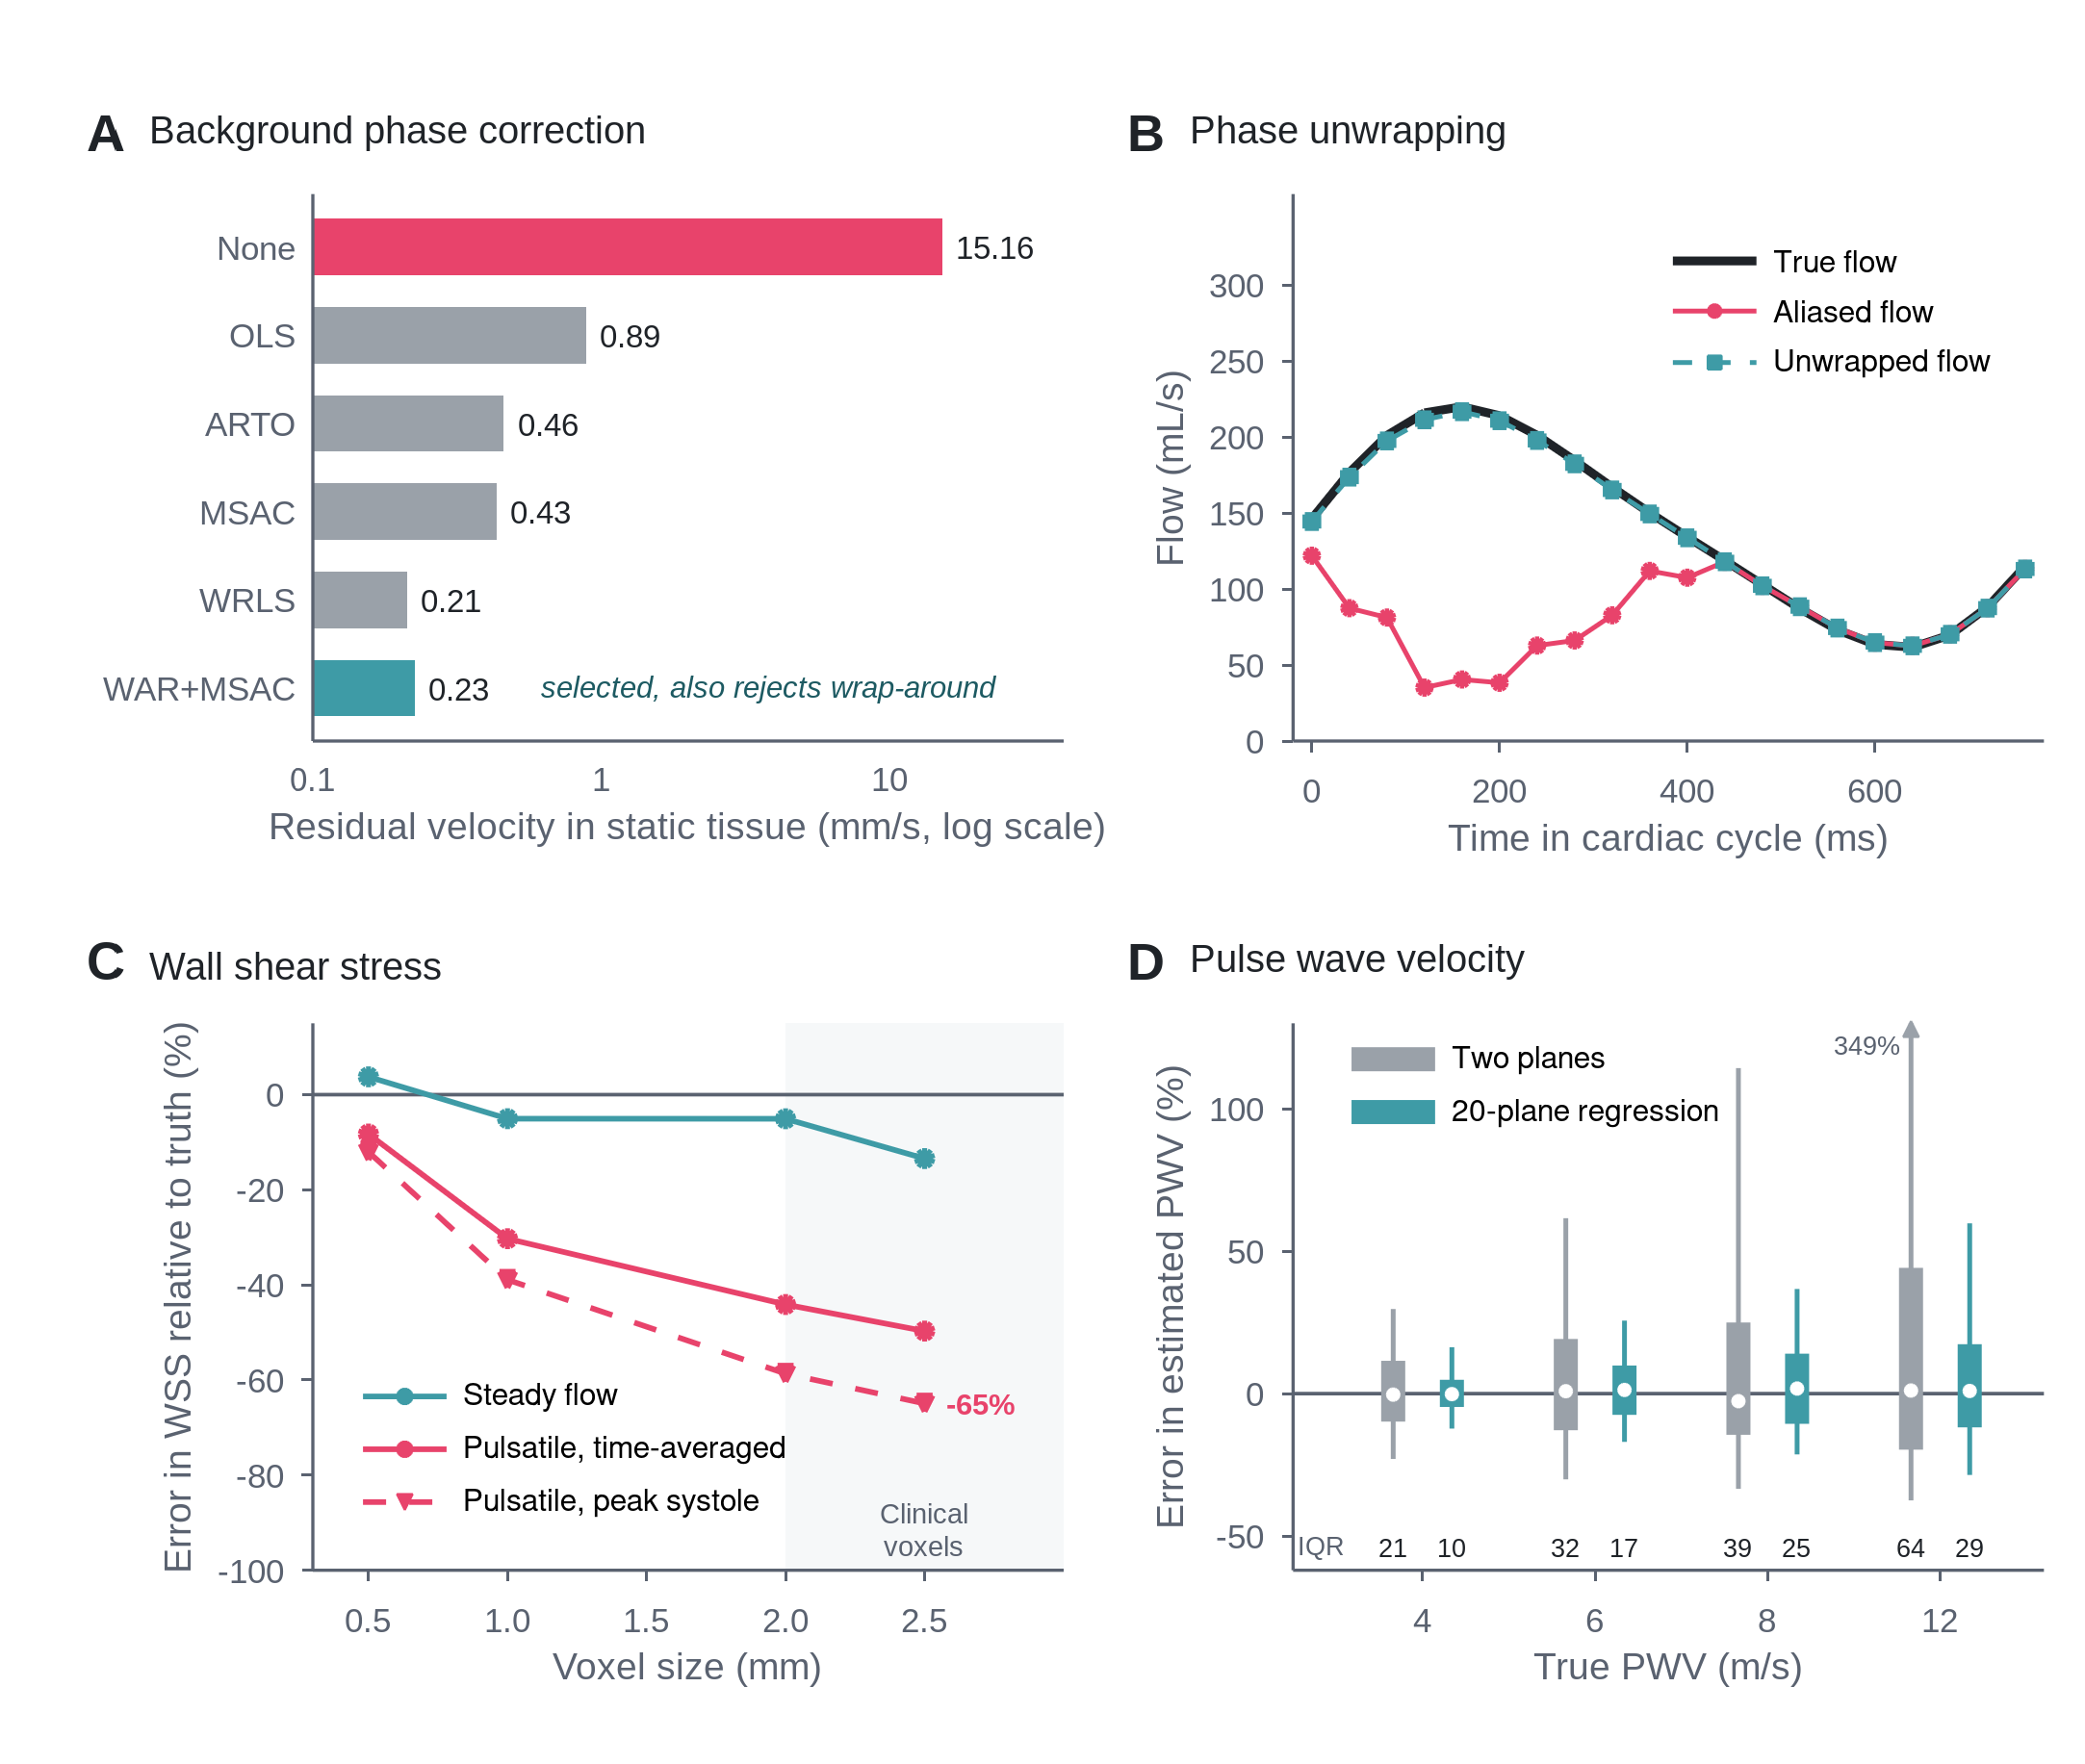 A Background phase correction
None
15.16
OLS
0.89
ARTO
0.46
MSAC
0.43
WRLS
0.21
WAR+MSAC
0.23
selected, also rejects wrap-around
0.1 1 10
Residual velocity in static tissue (mm/s, log scale)
B Phase unwrapping
True flow
Aliased flow
Unwrapped flow
Flow (mL/s)
300
250
200
150
100
50
0
0 200 400 600
Time in cardiac cycle (ms)
C Wall shear stress
Error in WSS relative to truth (%)
0
-20
-40
-60
-80
-100
Steady flow
Pulsatile, time-averaged
Pulsatile, peak systole
-65%
Clinical
voxels
0.5 1.0 1.5 2.0 2.5
Voxel size (mm)
D Pulse wave velocity
Two planes
20-plane regression
349%
Error in estimated PWV (%)
100
50
0
-50
IQR 21 10 32 17 39 25 64 29
4 6 8 12
True PWV (m/s)